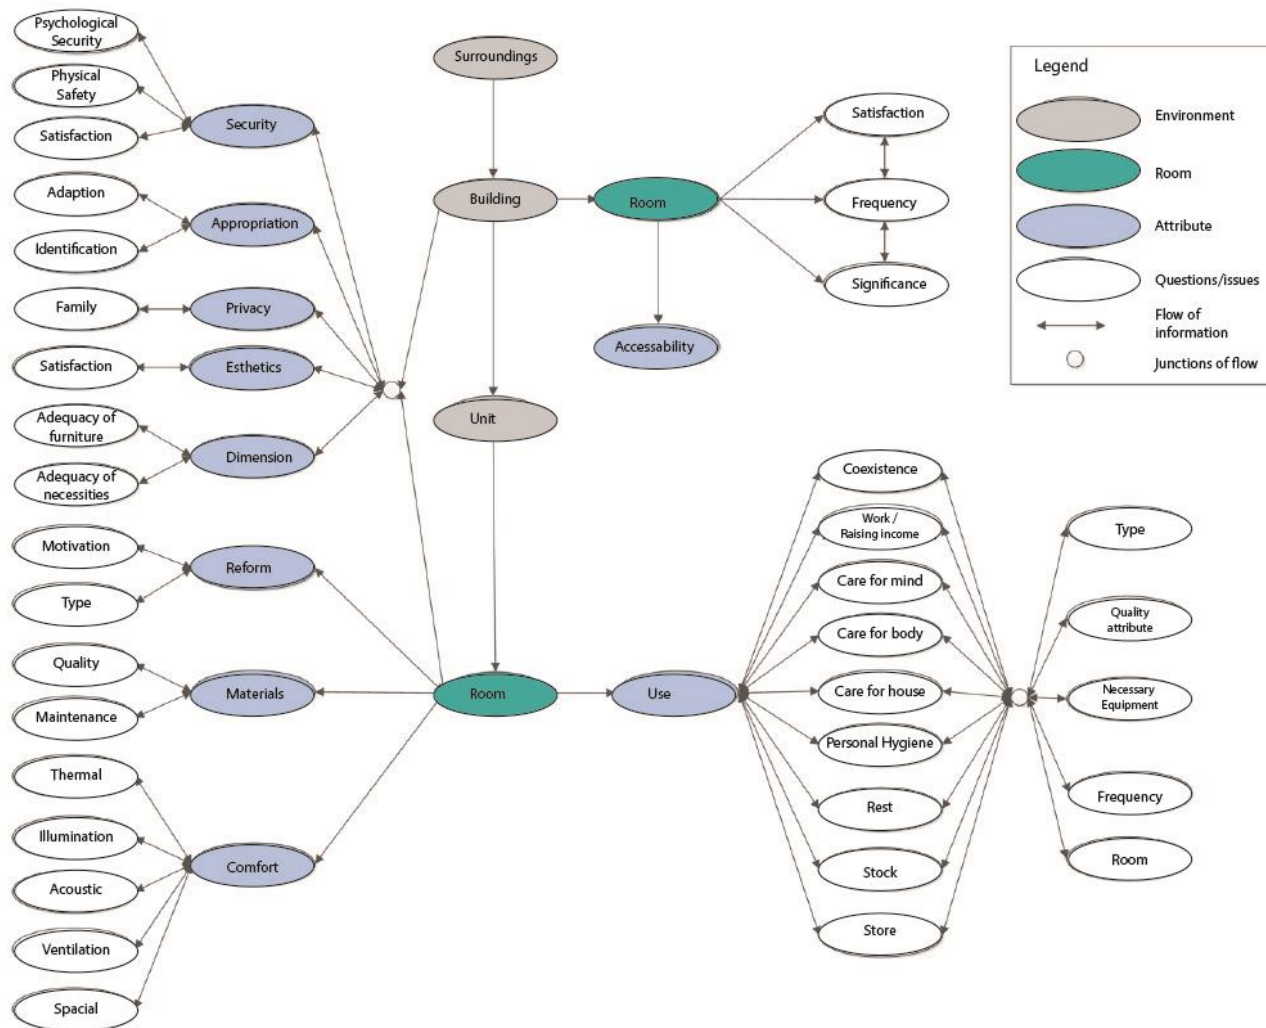 Psychological
Security
Physical
Safety
Satisfaction
Security
Adaption
Identification
Appropriation
Family
Privacy
Satisfaction
Esthetics
Adequacy of
furniture
Adequacy of
necessities
Dimension
Motivation
Type
Reform
Quality
Maintenance
Materials
Thermal
Illumination
Acoustic
Ventilation
Spacial
Comfort
Surroundings
Building
Unit
Room
Room
Accessability
Satisfaction
Frequency
Significance
Use
Coexistence
Work /
Raising income
Care for mind
Care for body
Care for house
Personal Hygiene
Rest
Stock
Store
Type
Quality
attribute
Necessary
Equipment
Frequency
Room
Legend
Environment
Room
Attribute
Questions/issues
Flow of
information
Junctions of flow